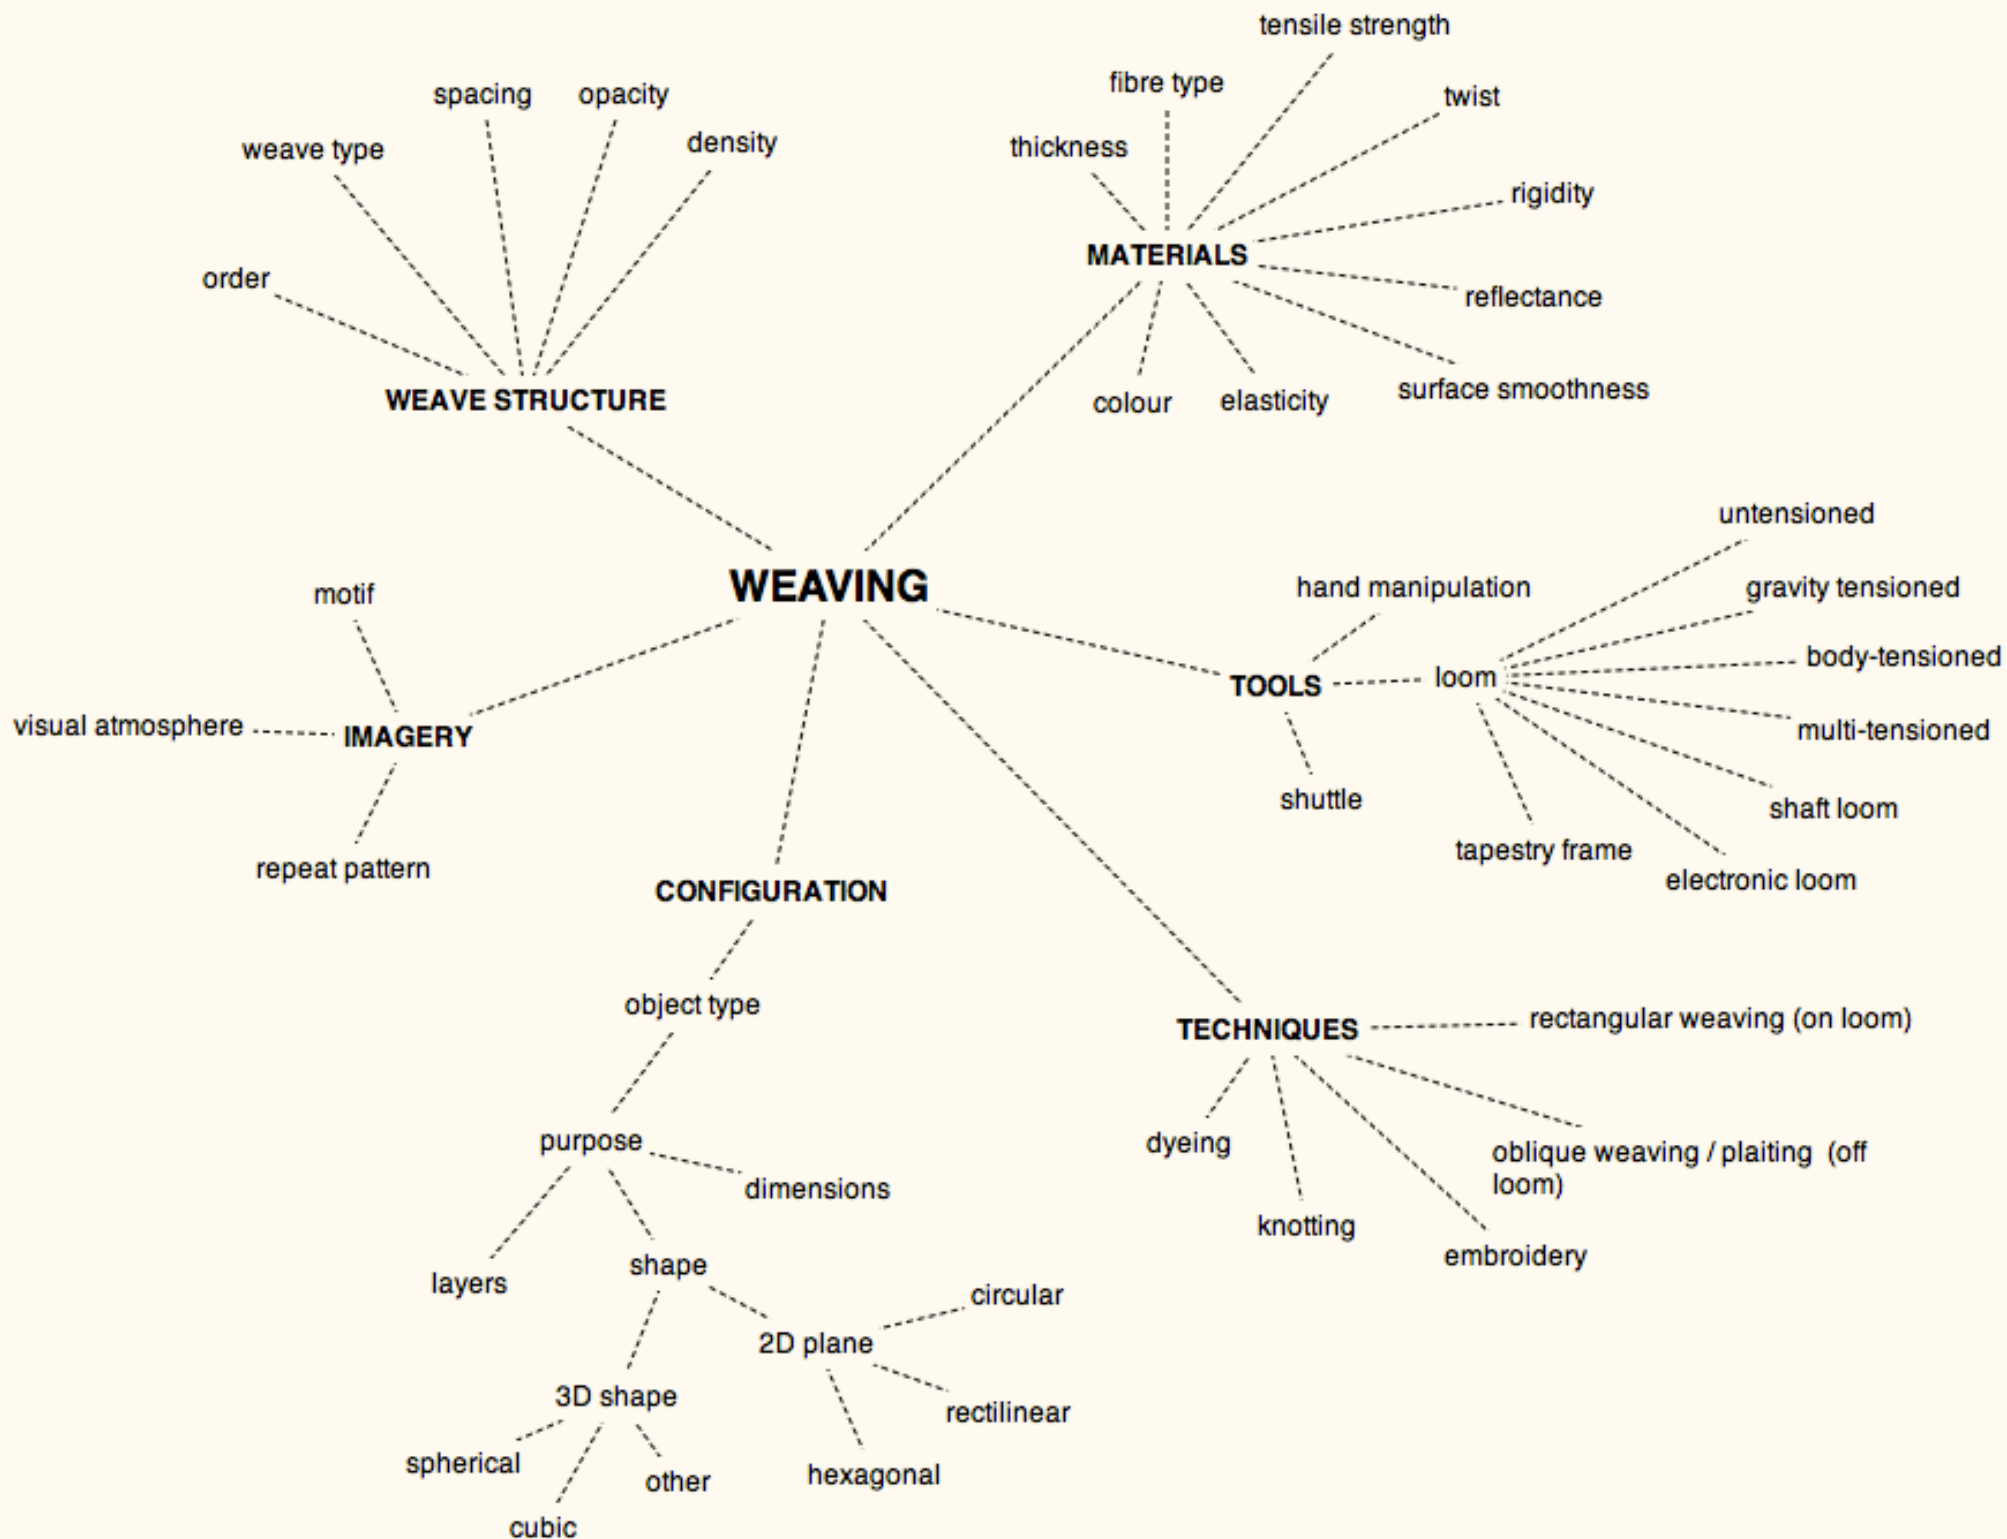 tensile strength
fibre type
spacing
opacity
twist
density
thickness
weave type
rigidity
MATERIALS
order
reflectance
surface smoothness
WEAVE STRUCTURE
colour
elasticity
untensioned
WEAVING
hand manipulation
gravity tensioned
motif
body-tensioned
loom
TOOLS
visual atmosphere
multi-tensioned
IMAGERY
shuttle
shaft loom
tapestry frame
repeat pattern
electronic loom
CONFIGURATION
object type
rectangular weaving (on loom)
TECHNIQUES
purpose
dyeing
oblique weaving / plaiting (off
loom)
dimensions
knotting
embroidery
shape
layers
circular
2D plane
3D shape
rectilinear
spherical
hexagonal
other
cubic